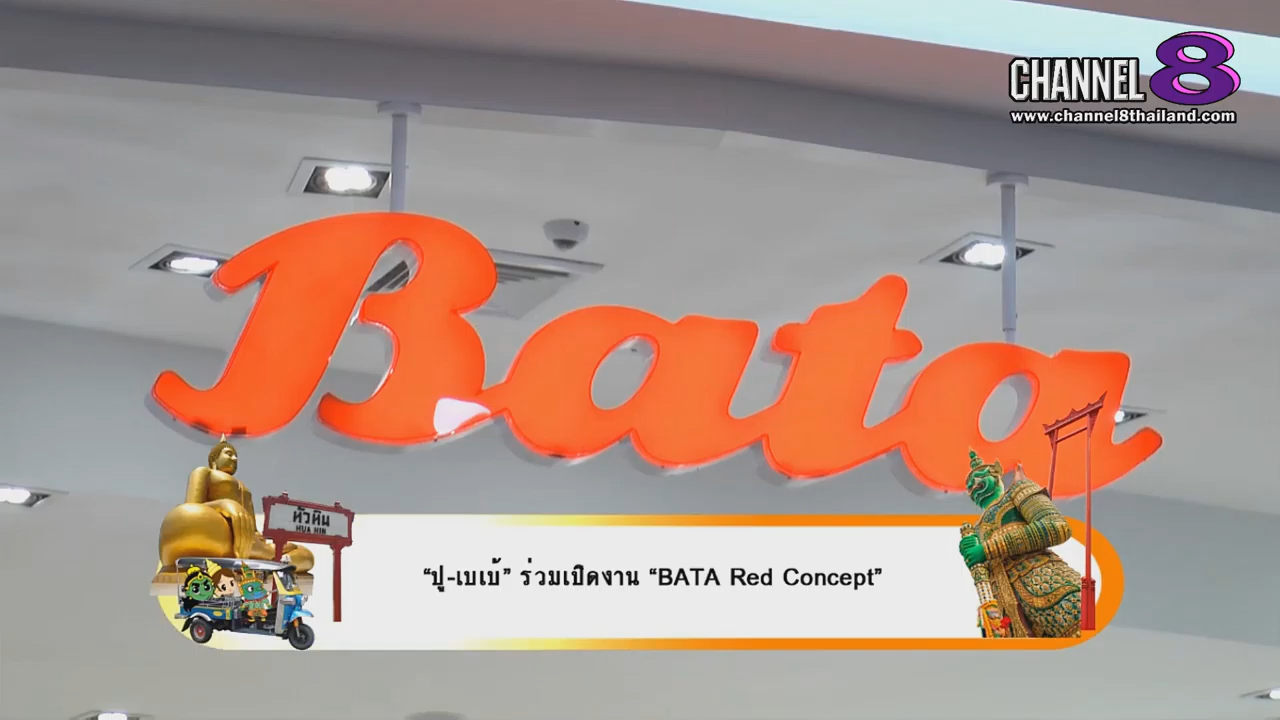 CHANNEL 8
www.channel8thailand.com
Bata
หัวหิน
HUA HIN
“ปู-เบเบ้” ร่วมเปิดงาน “BATA Red Concept”